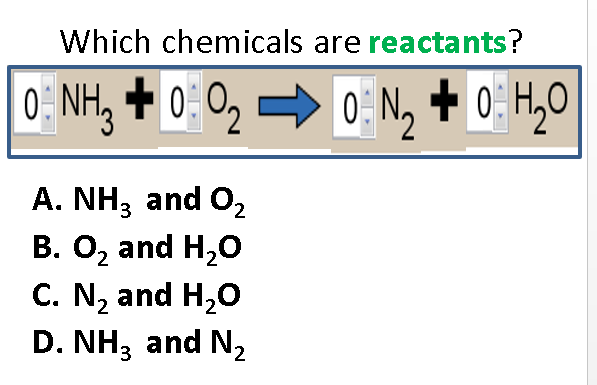 Which chemicals are reactants?
0 NH₃ + 0 O₂ → 0 N₂ + 0 H₂O
A. NH₃ and O₂
B. O₂ and H₂O
C. N₂ and H₂O
D. NH₃ and N₂